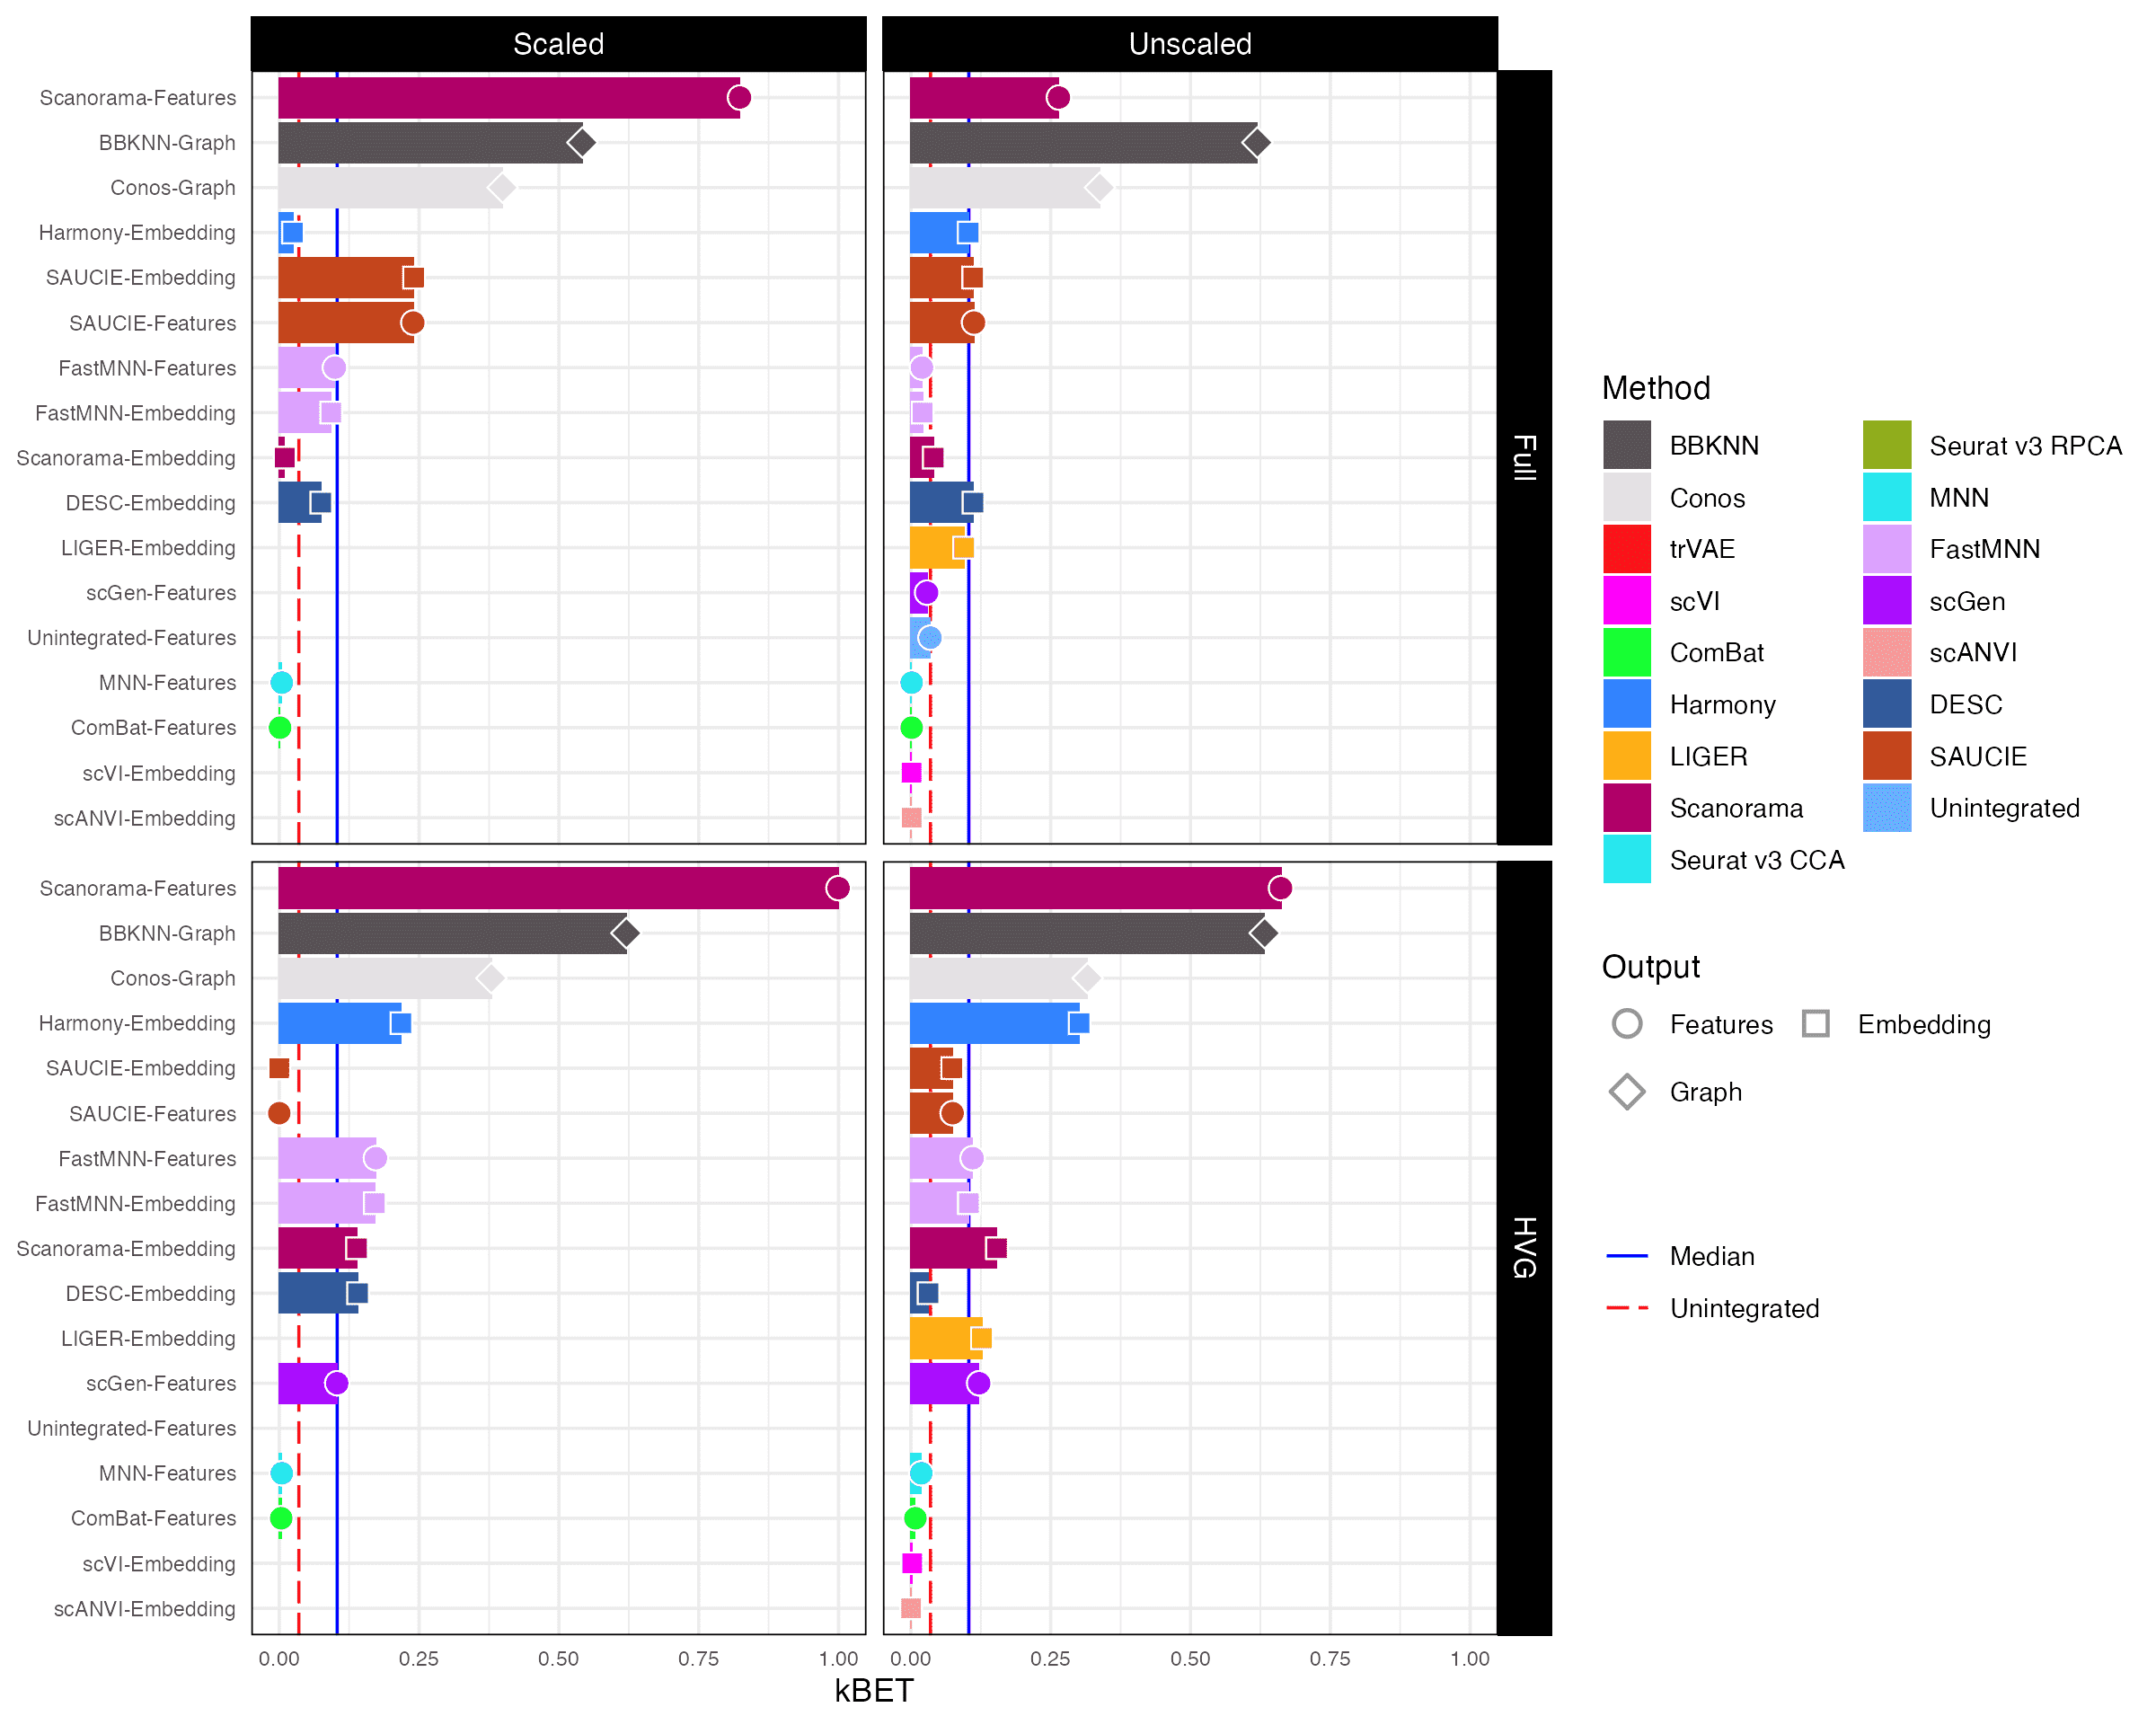 Scaled
Unscaled
Full
Scanorama-Features
BBKNN-Graph
Conos-Graph
Harmony-Embedding
SAUCIE-Embedding
SAUCIE-Features
FastMNN-Features
FastMNN-Embedding
Scanorama-Embedding
DESC-Embedding
LIGER-Embedding
scGen-Features
Unintegrated-Features
MNN-Features
ComBat-Features
scVI-Embedding
scANVI-Embedding
HVG
Scanorama-Features
BBKNN-Graph
Conos-Graph
Harmony-Embedding
SAUCIE-Embedding
SAUCIE-Features
FastMNN-Features
FastMNN-Embedding
Scanorama-Embedding
DESC-Embedding
LIGER-Embedding
scGen-Features
Unintegrated-Features
MNN-Features
ComBat-Features
scVI-Embedding
scANVI-Embedding
0.00 0.25 0.50 0.75 1.00 0.00 0.25 0.50 0.75 1.00
kBET
Method
BBKNN
Conos
trVAE
scVI
ComBat
Harmony
LIGER
Scanorama
Seurat v3 CCA
Seurat v3 RPCA
MNN
FastMNN
scGen
scANVI
DESC
SAUCIE
Unintegrated
Output
Features
Embedding
Graph
Median
Unintegrated